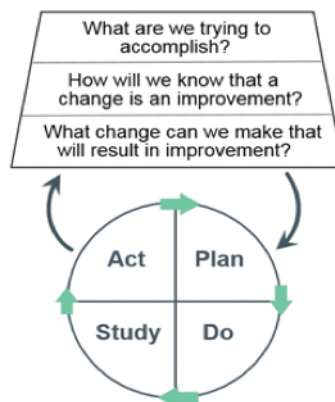 What are we trying to
accomplish?
How will we know that a
change is an improvement?
What change can we make that
will result in improvement?
Act
Plan
Study
Do